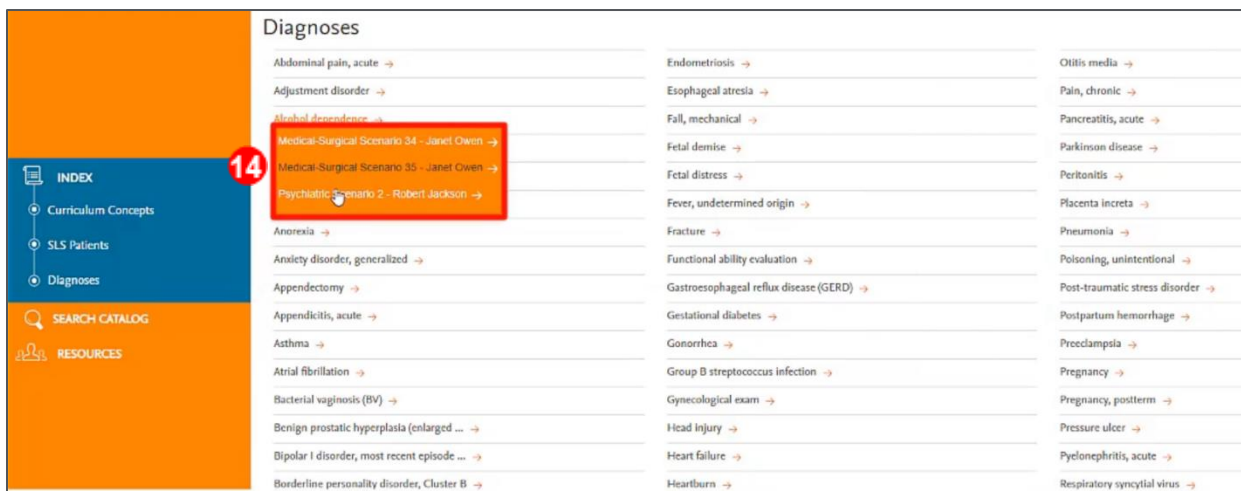 Diagnoses
INDEX
Curriculum Concepts
SLS Patients
Diagnoses
SEARCH CATALOG
RESOURCES
Abdominal pain, acute →
Adjustment disorder →
Alcohol dependence →
14
Medical-Surgical Scenario 34 - Janet Owen →
Medical-Surgical Scenario 35 - Janet Owen →
Psychiatric Scenario 2 - Robert Jackson →
Anorexia →
Anxiety disorder, generalized →
Appendectomy →
Appendicitis, acute →
Asthma →
Atrial fibrillation →
Bacterial vaginosis (BV) →
Benign prostatic hyperplasia (enlarged ... →
Bipolar I disorder, most recent episode ... →
Borderline personality disorder, Cluster B →
Endometriosis →
Esophageal atresia →
Fall, mechanical →
Fetal demise →
Fetal distress →
Fever, undetermined origin →
Fracture →
Functional ability evaluation →
Gastroesophageal reflux disease (GERD) →
Gestational diabetes →
Gonorrhea →
Group B streptococcus infection →
Gynecological exam →
Head injury →
Heart failure →
Heartburn →
Otitis media →
Pain, chronic →
Pancreatitis, acute →
Parkinson disease →
Peritonitis →
Placenta increta →
Pneumonia →
Poisoning, unintentional →
Post-traumatic stress disorder →
Postpartum hemorrhage →
Preeclampsia →
Pregnancy →
Pregnancy, postterm →
Pressure ulcer →
Pyelonephritis, acute →
Respiratory syncytial virus →